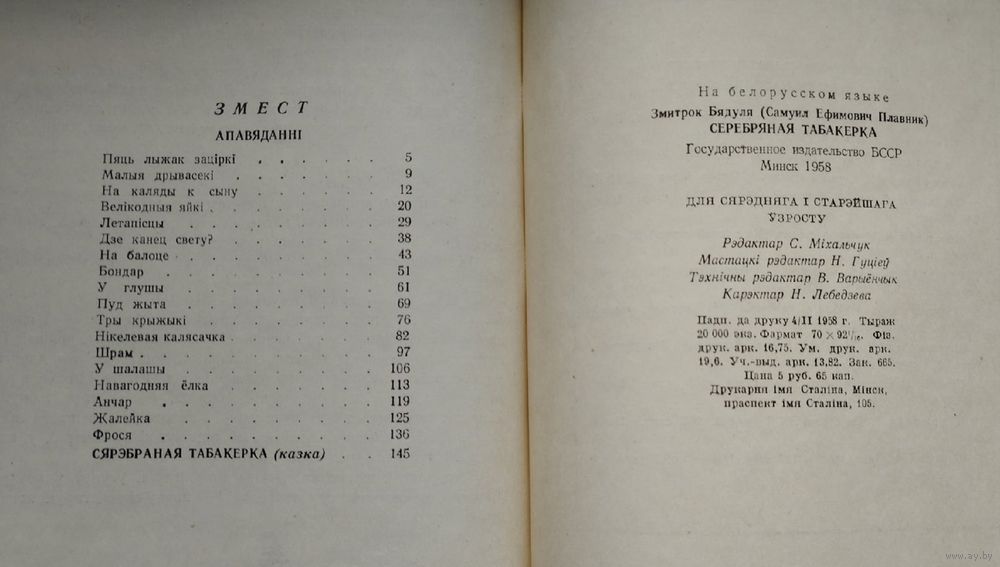 ЗМЕСТ
АПАВЯДАННІ
Пяць лыжак зацíркі . . . . . . 5
Малыя дрывасекі . . . . . . 9
На каляды к сыну . . . . . . 12
Велікодныя яйкі . . . . . . . 20
Летапісцы . . . . . . . . 29
Дзе канец свету? . . . . . . 38
На балоце . . . . . . . . 43
Бондар . . . . . . . . . 51
У глушы . . . . . . . . 61
Пуд жыта . . . . . . . . 69
Тры крыжыкі . . . . . . . 76
Нікелевая калясачка . . . . . . 82
Шрам . . . . . . . . . . 97
У шалашы . . . . . . . . 106
Навагодняя ёлка . . . . . . . 113
Анчар . . . . . . . . . 119
Жалейка . . . . . . . . 125
Фрося . . . . . . . . . 136
СЯРЭБРАНАЯ ТАБАКЕРКА (казка) . . 145
На белорусском языке
Змитрок Бядуля (Самуил Ефимович Плавник)
СЕРЕБРЯНАЯ ТАБАКЕРКА
Государственное издательство БССР
Минск 1958
ДЛЯ СЯРЭДНЯГА І СТАРЭЙШАГА
ЎЗРОСТУ
Рэдактар С. Міхальчук
Мастацкі рэдактар Н. Гуціеў
Тэхнічны рэдактар В. Варыёнчык
Карэктар Н. Лебедзева
Падп. да друку 4/II 1958 г. Тыраж
20 000 экз. Фармат 70×92¹/₁₆. Фіз.
друк. арк. 16,75. Ум. друк. арк.
19,6. Уч.-выд. арк. 13,82. Зак. 665.
Цана 5 руб. 65 кап.
Друкарня імя Сталіна, Мінск,
праспект імя Сталіна, 105.
www.ay.by